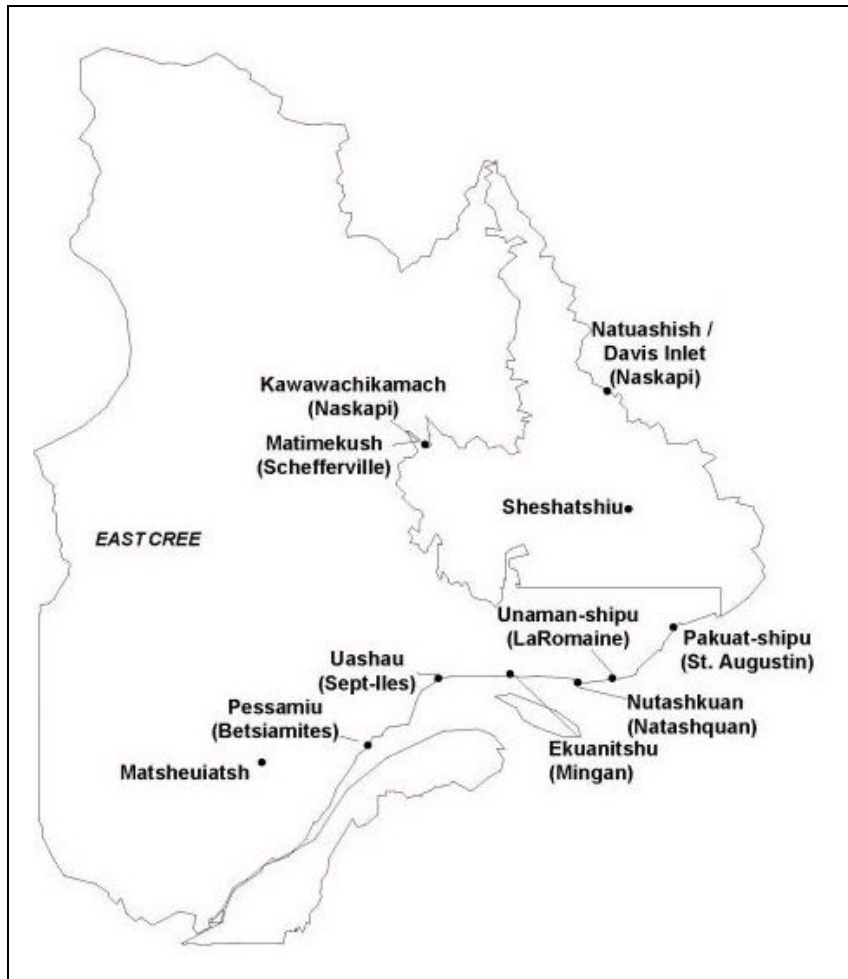 Natuashish /
Davis Inlet
(Naskapi)
Kawawachikamach
(Naskapi)
Matimekush
(Schefferville)
Sheshatshiu
EAST CREE
Unaman-shipu
(LaRomaine)
Pakuat-shipu
(St. Augustin)
Uashau
(Sept-Iles)
Nutashkuan
(Natashquan)
Pessamiu
(Betsiamites)
Ekuanitshu
(Mingan)
Matsheuiatsh